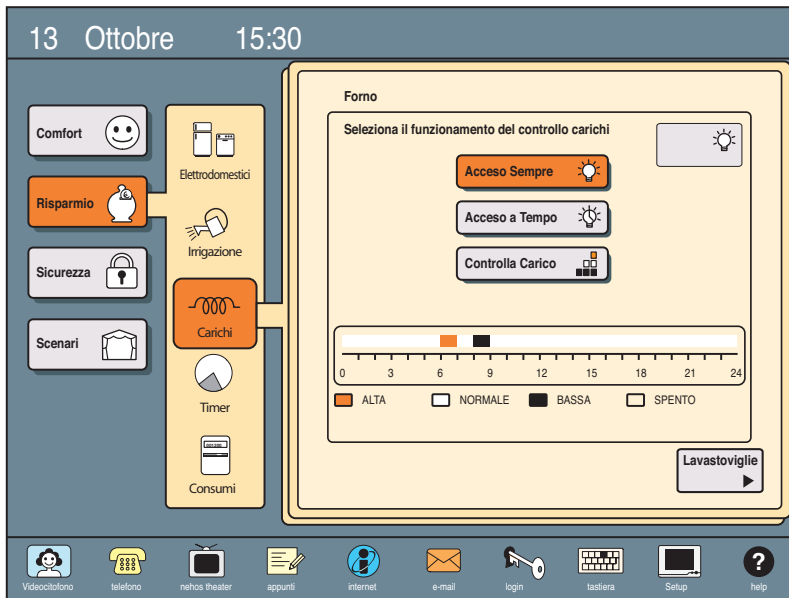 13 Ottobre 15:30
Comfort
Risparmio
Sicurezza
Scenari
Elettrodomestici
Irrigazione
Carichi
Timer
Consumi
Forno
Seleziona il funzionamento del controllo carichi
Acceso Sempre
Acceso a Tempo
Controlla Carico
0 3 6 9 12 15 18 21 24
ALTA NORMALE BASSA SPENTO
Lavastoviglie
Videocitofono telefono nehos theater appunti internet e-mail login tastiera Setup help